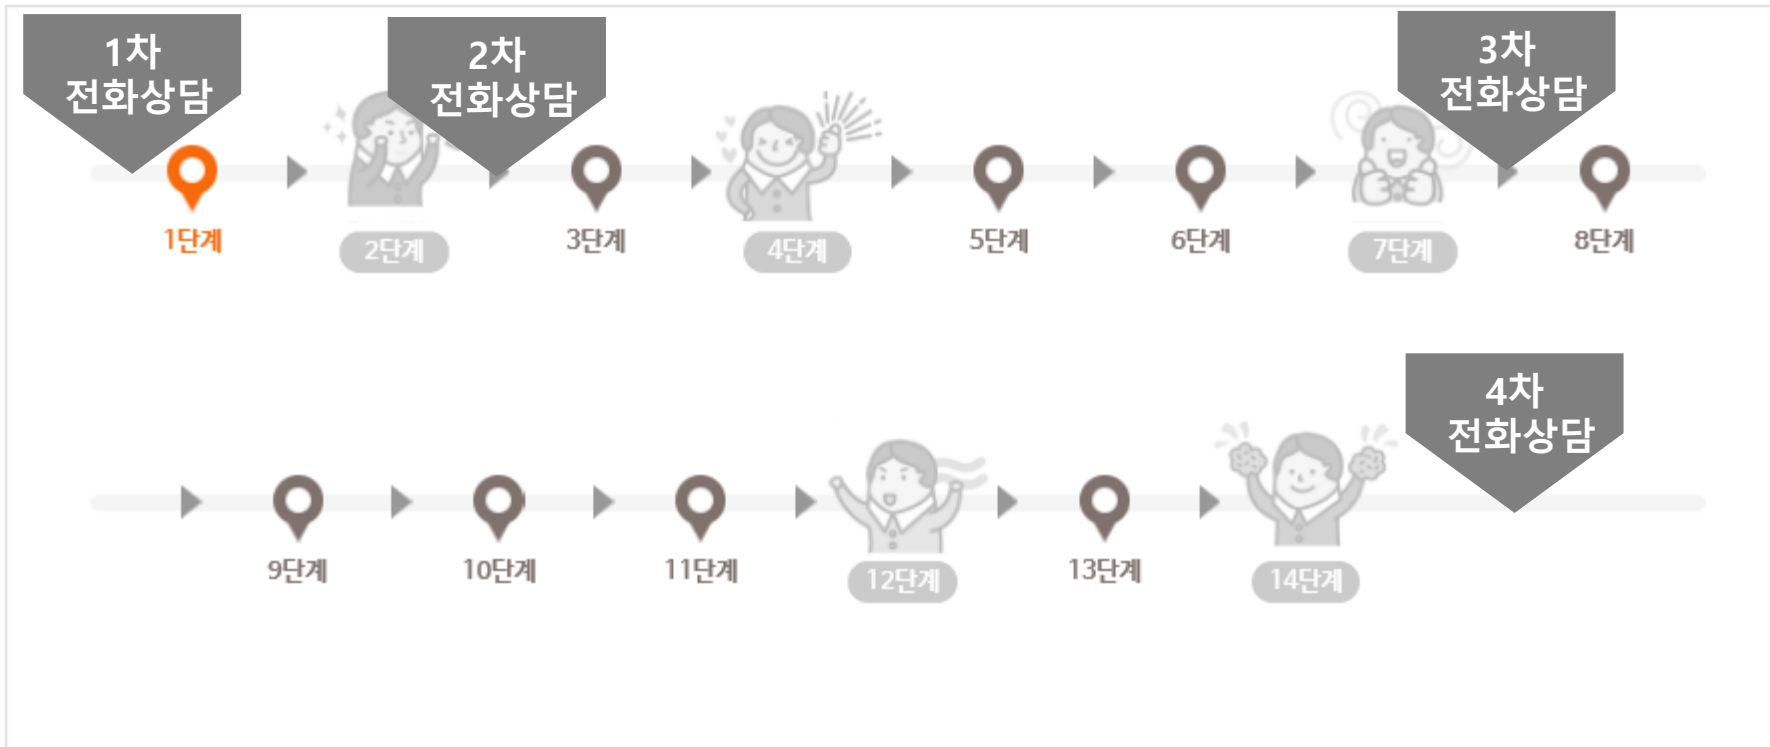 1차
전화상담
2차
전화상담
3차
전화상담
1단계
2단계
3단계
4단계
5단계
6단계
7단계
8단계
4차
전화상담
9단계
10단계
11단계
12단계
13단계
14단계